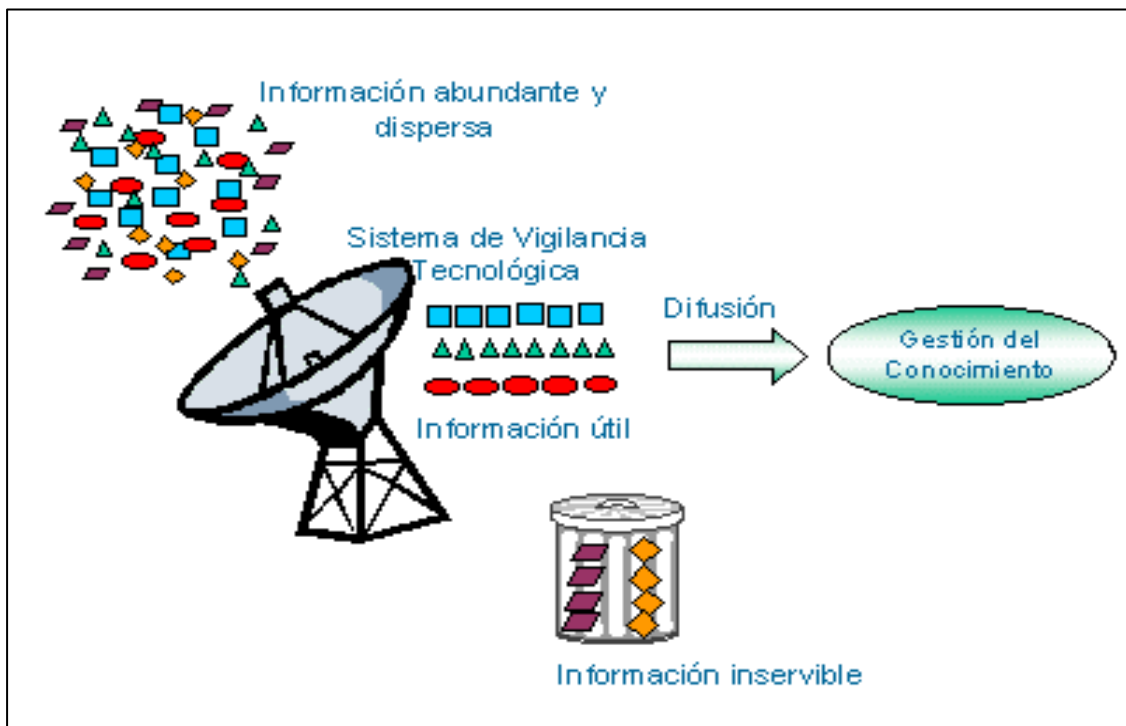 Información abundante y
dispersa
Sistema de Vigilancia
Tecnológica
Difusión
Gestión del
Conocimiento
Información útil
Información inservible